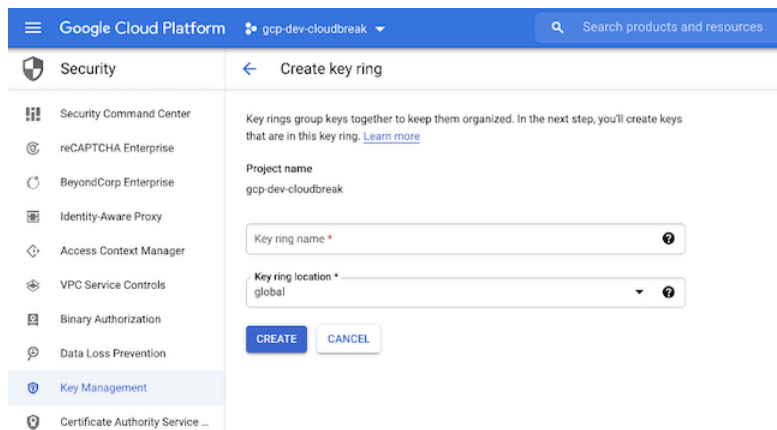 Google Cloud Platform
gcp-dev-cloudbreak
Search products and resources
Security
Create key ring
Security Command Center
reCAPTCHA Enterprise
BeyondCorp Enterprise
Identity-Aware Proxy
Access Context Manager
VPC Service Controls
Binary Authorization
Data Loss Prevention
Key Management
Certificate Authority Service ...
Key rings group keys together to keep them organized. In the next step, you'll create keys
that are in this key ring. Learn more
Project name
gcp-dev-cloudbreak
Key ring name *
Key ring location *
global
CREATE
CANCEL